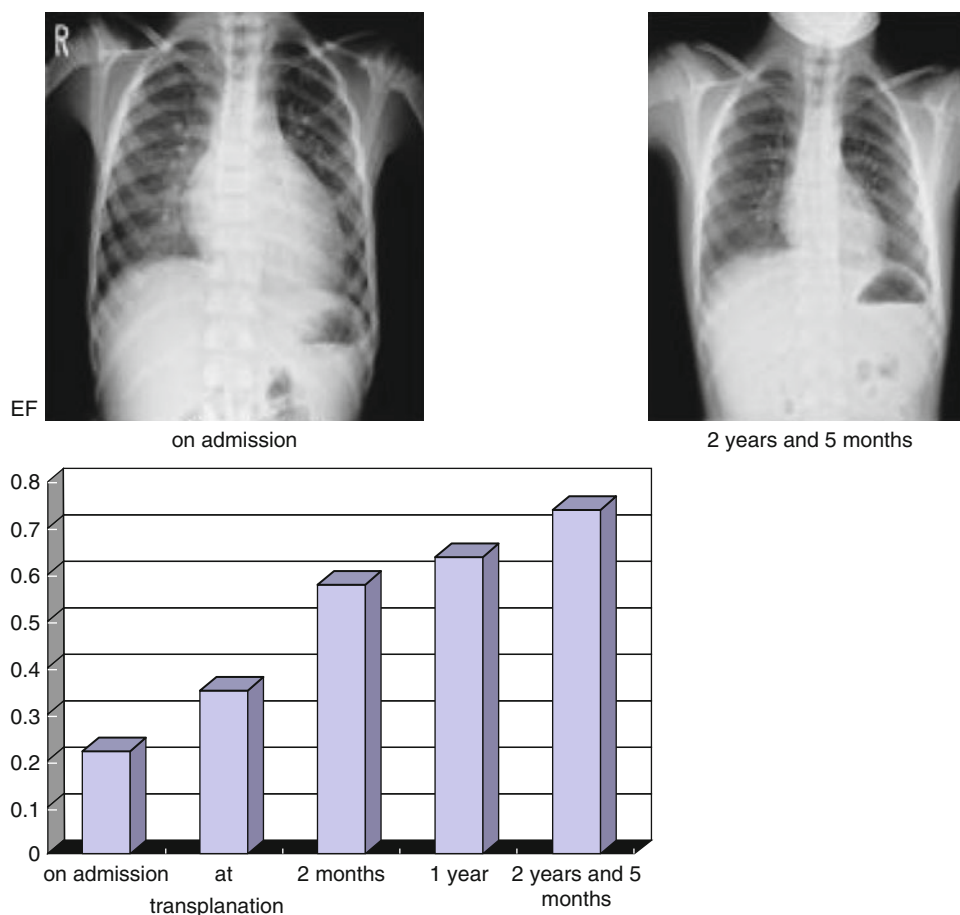 R
EF
on admission
2 years and 5 months
0.8
0.7
0.6
0.5
0.4
0.3
0.2
0.1
0
on admission
at
transplanation
2 months
1 year
2 years and 5
months